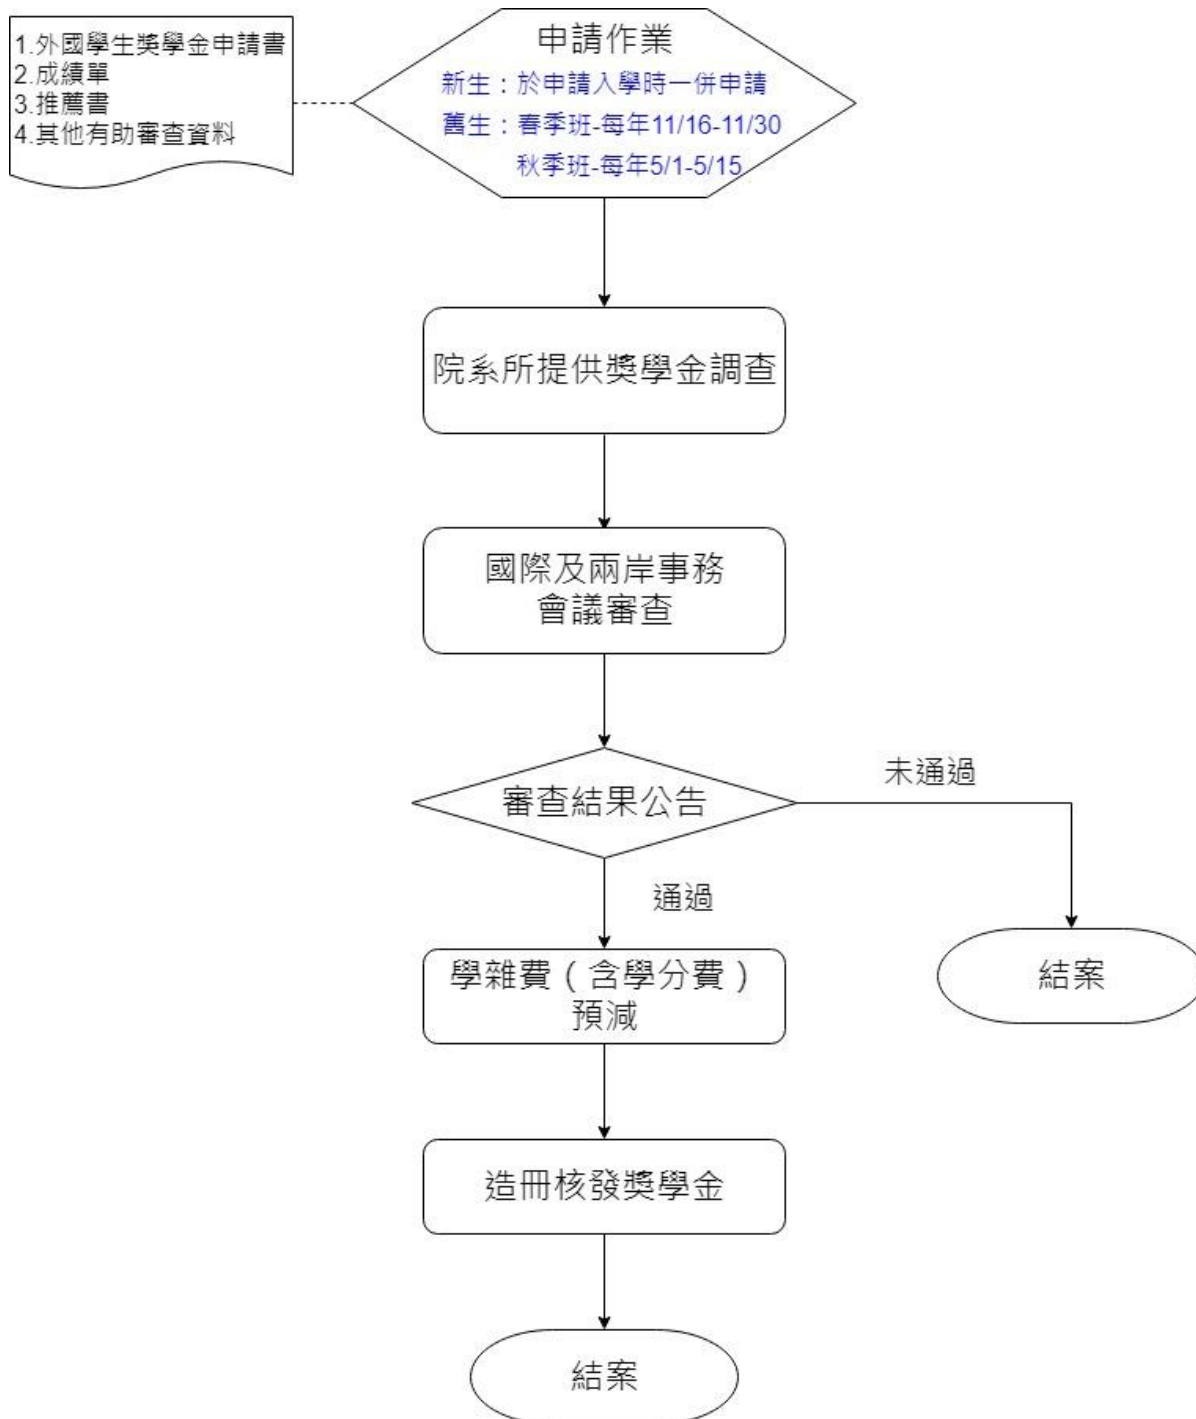 1.外國學生獎學金申請書
2.成績單
3.推薦書
4.其他有助審查資料
申請作業
新生：於申請入學時一併申請
舊生：春季班-每年11/16-11/30
秋季班-每年5/1-5/15
院系所提供獎學金調查
國際及兩岸事務
會議審查
審查結果公告
未通過
通過
結案
學雜費（含學分費）
預減
造冊核發獎學金
結案